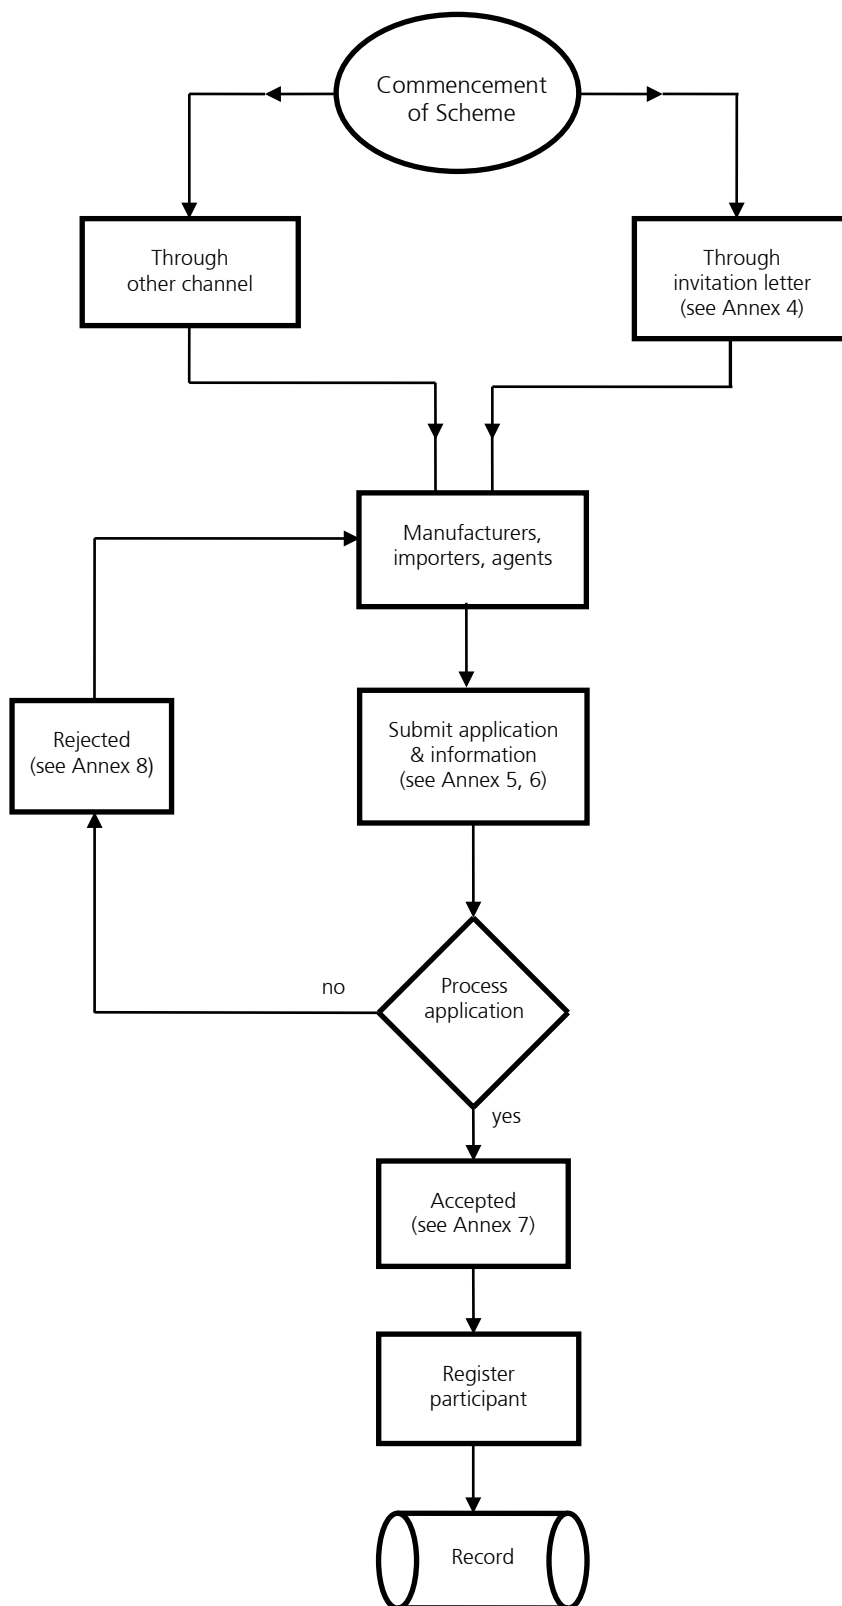 Commencement
of Scheme
Through
other channel
Through
invitation letter
(see Annex 4)
Manufacturers,
importers, agents
Rejected
(see Annex 8)
Submit application
& information
(see Annex 5, 6)
no
Process
application
yes
Accepted
(see Annex 7)
Register
participant
Record